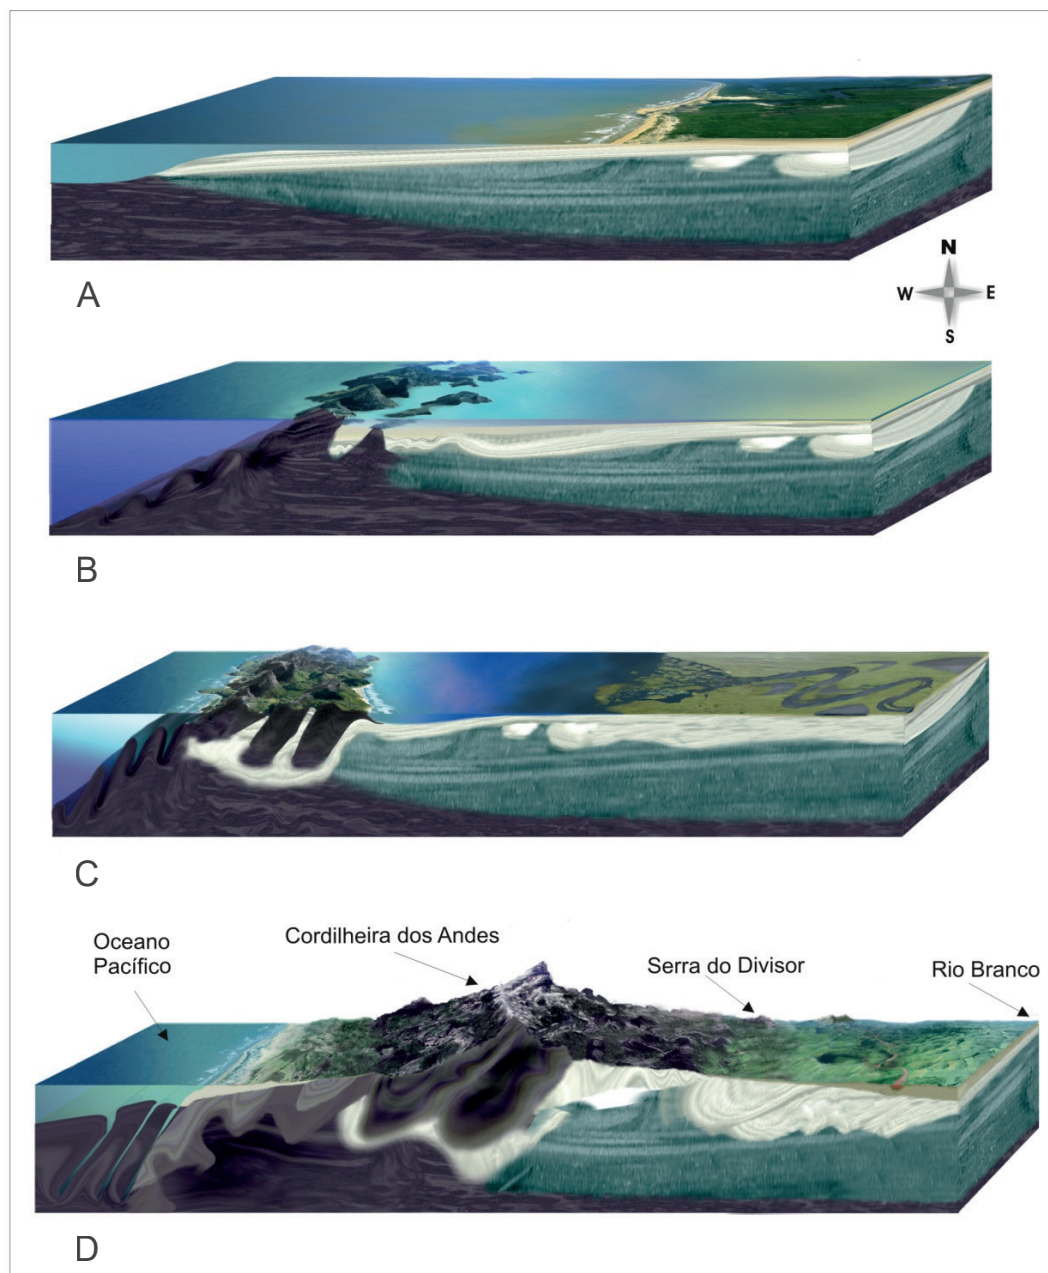 A
N
W E
S
B
C
Oceano
Pacífico
Cordilheira dos Andes
Serra do Divisor
Rio Branco
D